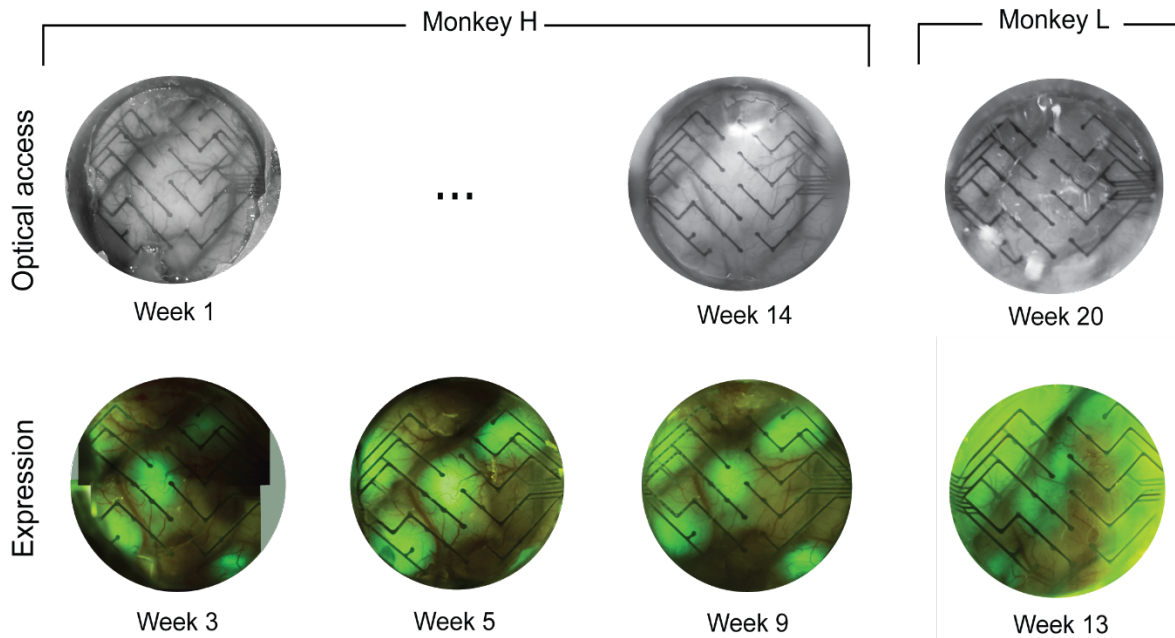 Monkey H
Monkey L
Optical access
...
Week 1
Week 14
Week 20
Expression
Week 3
Week 5
Week 9
Week 13